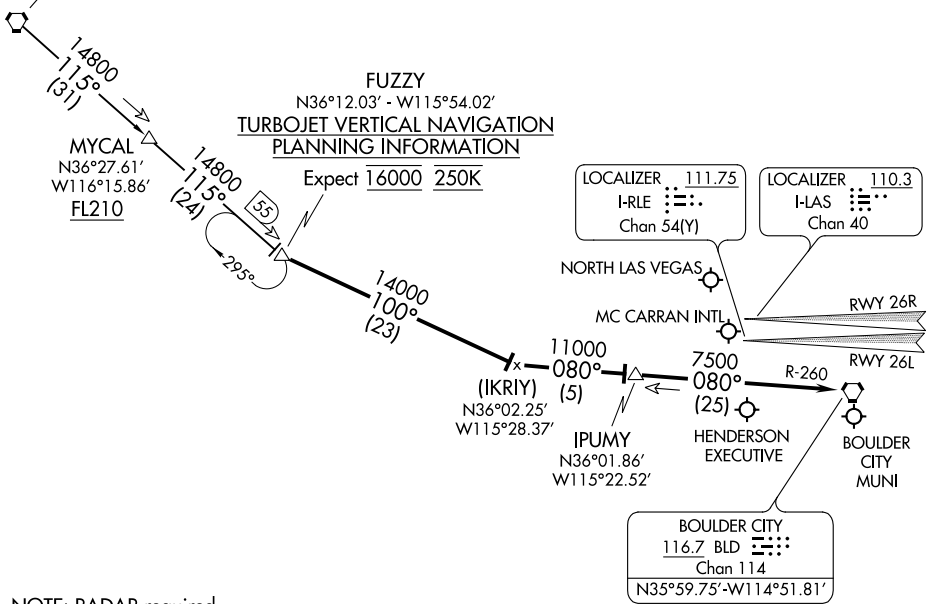 14800
115°
(31)
MYCAL
N36°27.61'
W116°15.86'
FL210
14800
115°
(24)
55
295°
FUZZY
N36°12.03' - W115°54.02'
TURBOJET VERTICAL NAVIGATION
PLANNING INFORMATION
Expect 16000 250K
14000
100°
(23)
(IKRIY)
N36°02.25'
W115°28.37'
11000
080°
(5)
IPUMY
N36°01.86'
W115°22.52'
LOCALIZER 111.75
I-RLE
Chan 54(Y)
LOCALIZER 110.3
I-LAS
Chan 40
NORTH LAS VEGAS
MC CARRAN INTL
RWY 26R
RWY 26L
7500
080°
(25)
R-260
HENDERSON
EXECUTIVE
BOULDER
CITY
MUNI
BOULDER CITY
116.7 BLD
Chan 114
N35°59.75'-W114°51.81'
NOTE: RADAR required